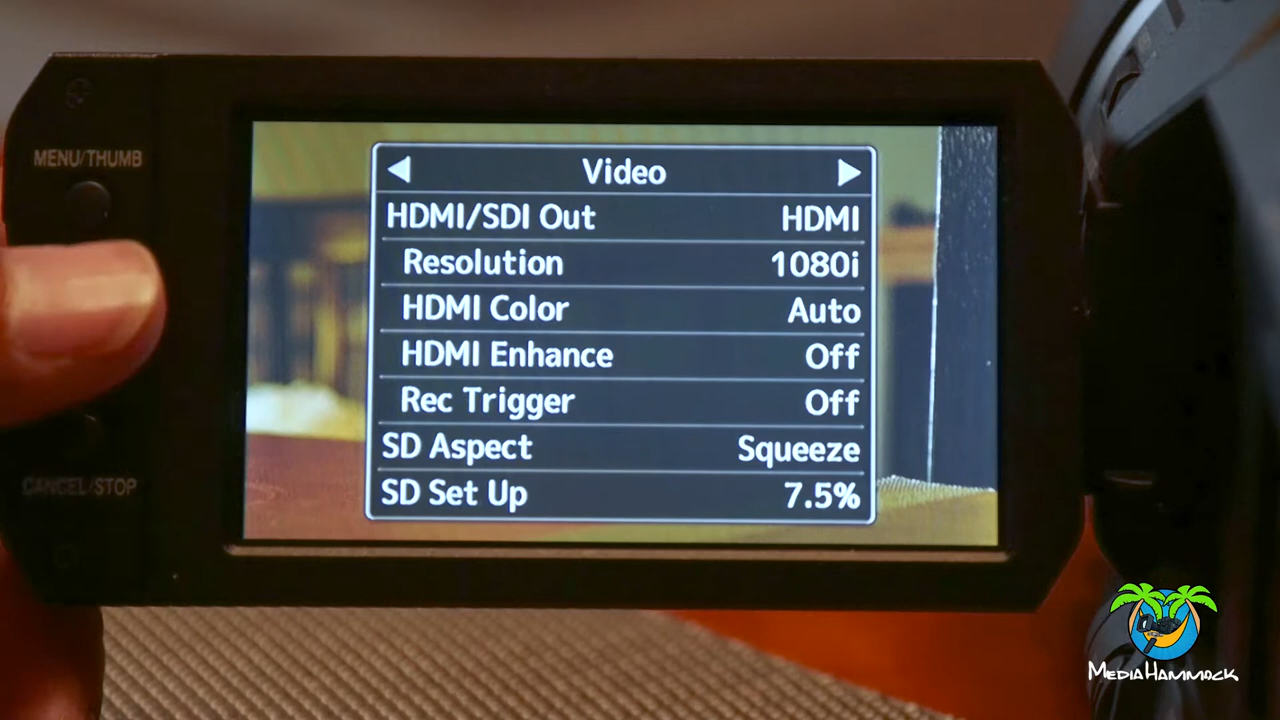 MENU/THUMB
CANCEL/STOP
Video
HDMI/SDI Out HDMI
Resolution 1080i
HDMI Color Auto
HDMI Enhance Off
Rec Trigger Off
SD Aspect Squeeze
SD Set Up 7.5%
MEDIAHAMMOCK